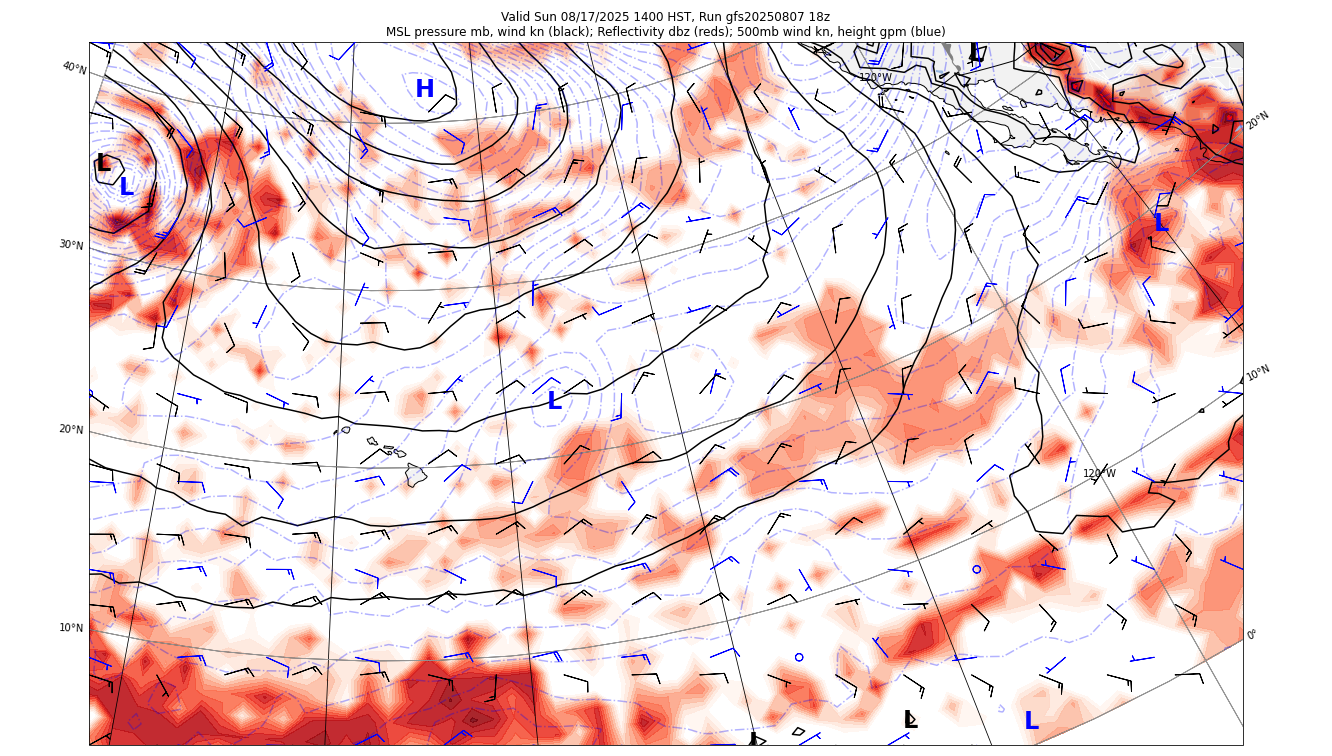 Valid Sun 08/17/2025 1400 HST, Run gfs20250807 18z
MSL pressure mb, wind kn (black); Reflectivity dbz (reds); 500mb wind kn, height gpm (blue)
L
H
40°N
120°W
20°N
L
L
L
30°N
10°N
L
20°N
120°W
10°N
0°
L
L
L